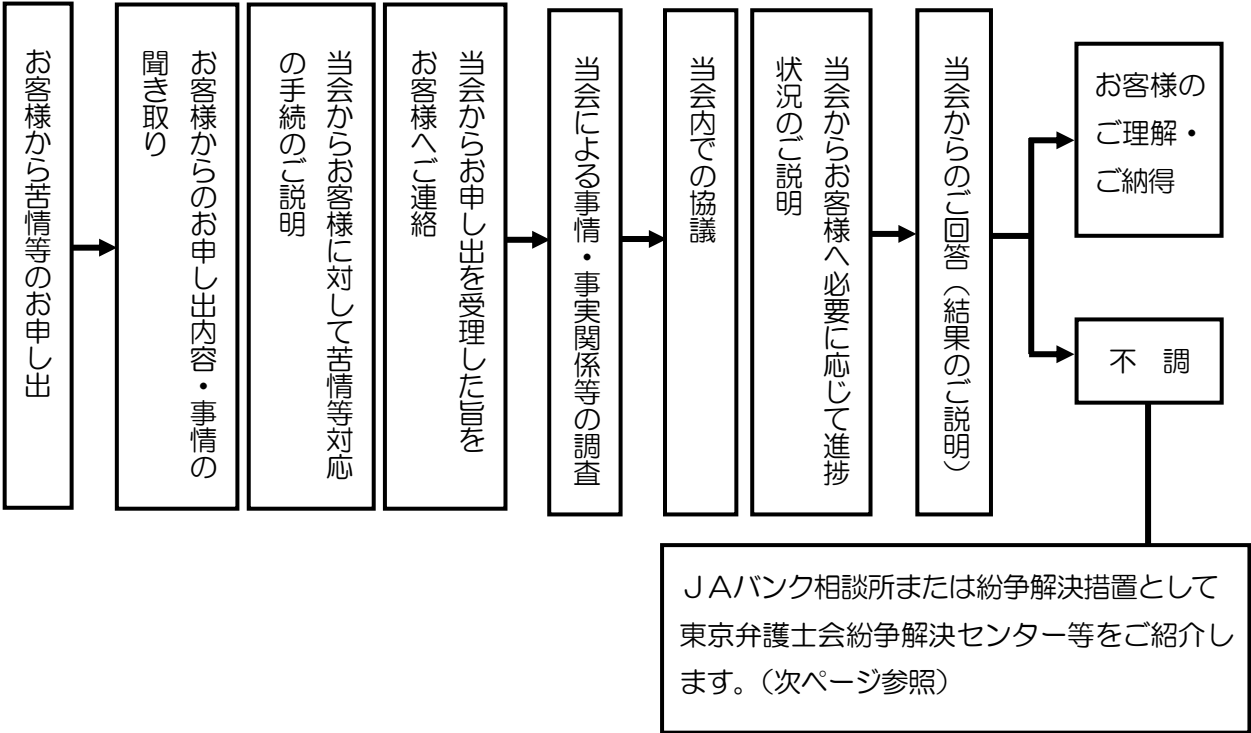 お客様から苦情等のお申し出
お客様からのお申し出内容・事情の
聞き取り
当会からお客様に対して苦情等対応
の手続のご説明
当会からお申し出を受理した旨を
お客様へご連絡
当会による事情・事実関係等の調査
当会内での協議
当会からお客様へ必要に応じて進捗
状況のご説明
当会からのご回答（結果のご説明）
お客様の
ご理解・
ご納得
不　調
ＪＡバンク相談所または紛争解決措置として
東京弁護士会紛争解決センター等をご紹介し
ます。（次ページ参照）